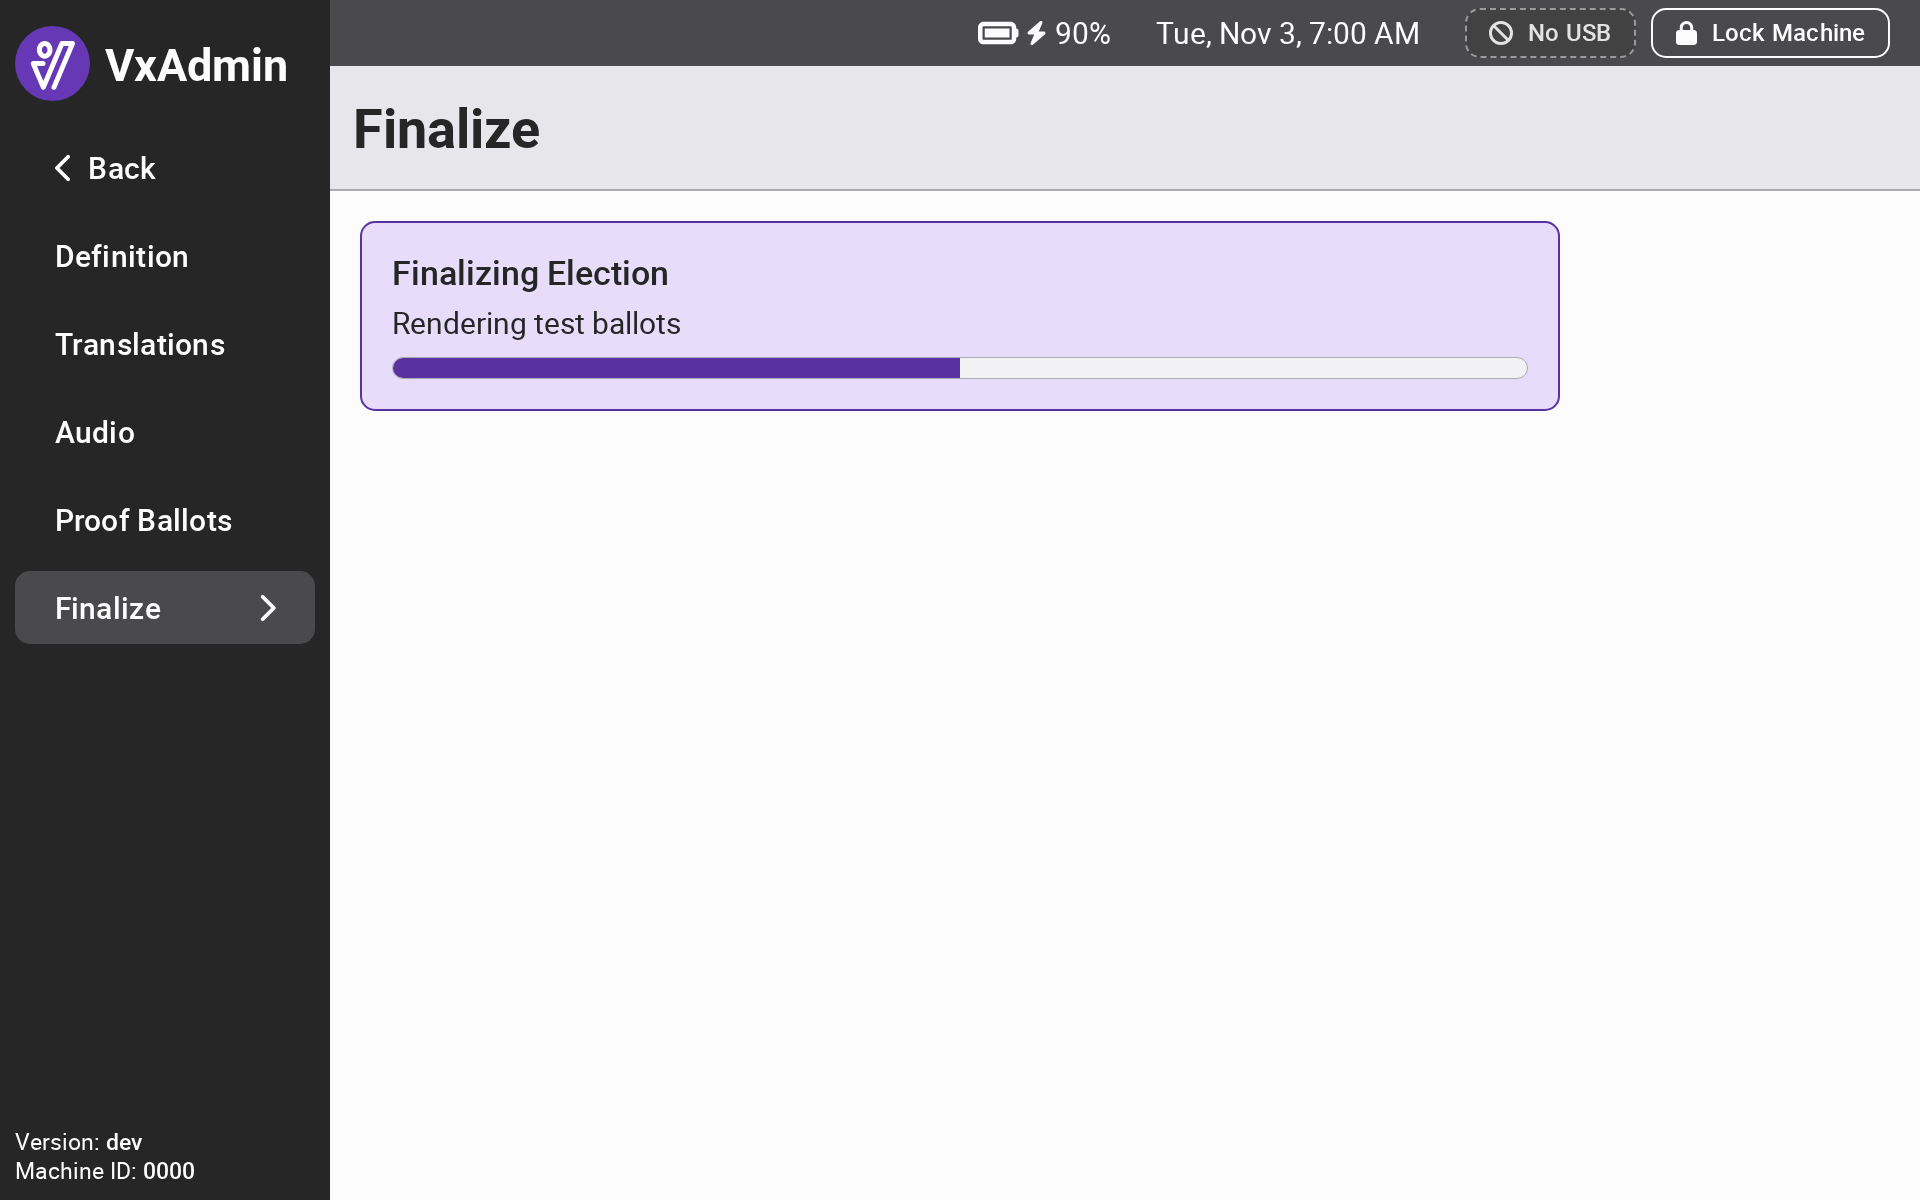 VxAdmin
Back
Definition
Translations
Audio
Proof Ballots
Finalize
Version: dev
Machine ID: 0000
90%
Tue, Nov 3, 7:00 AM
No USB
Lock Machine
Finalize
Finalizing Election
Rendering test ballots